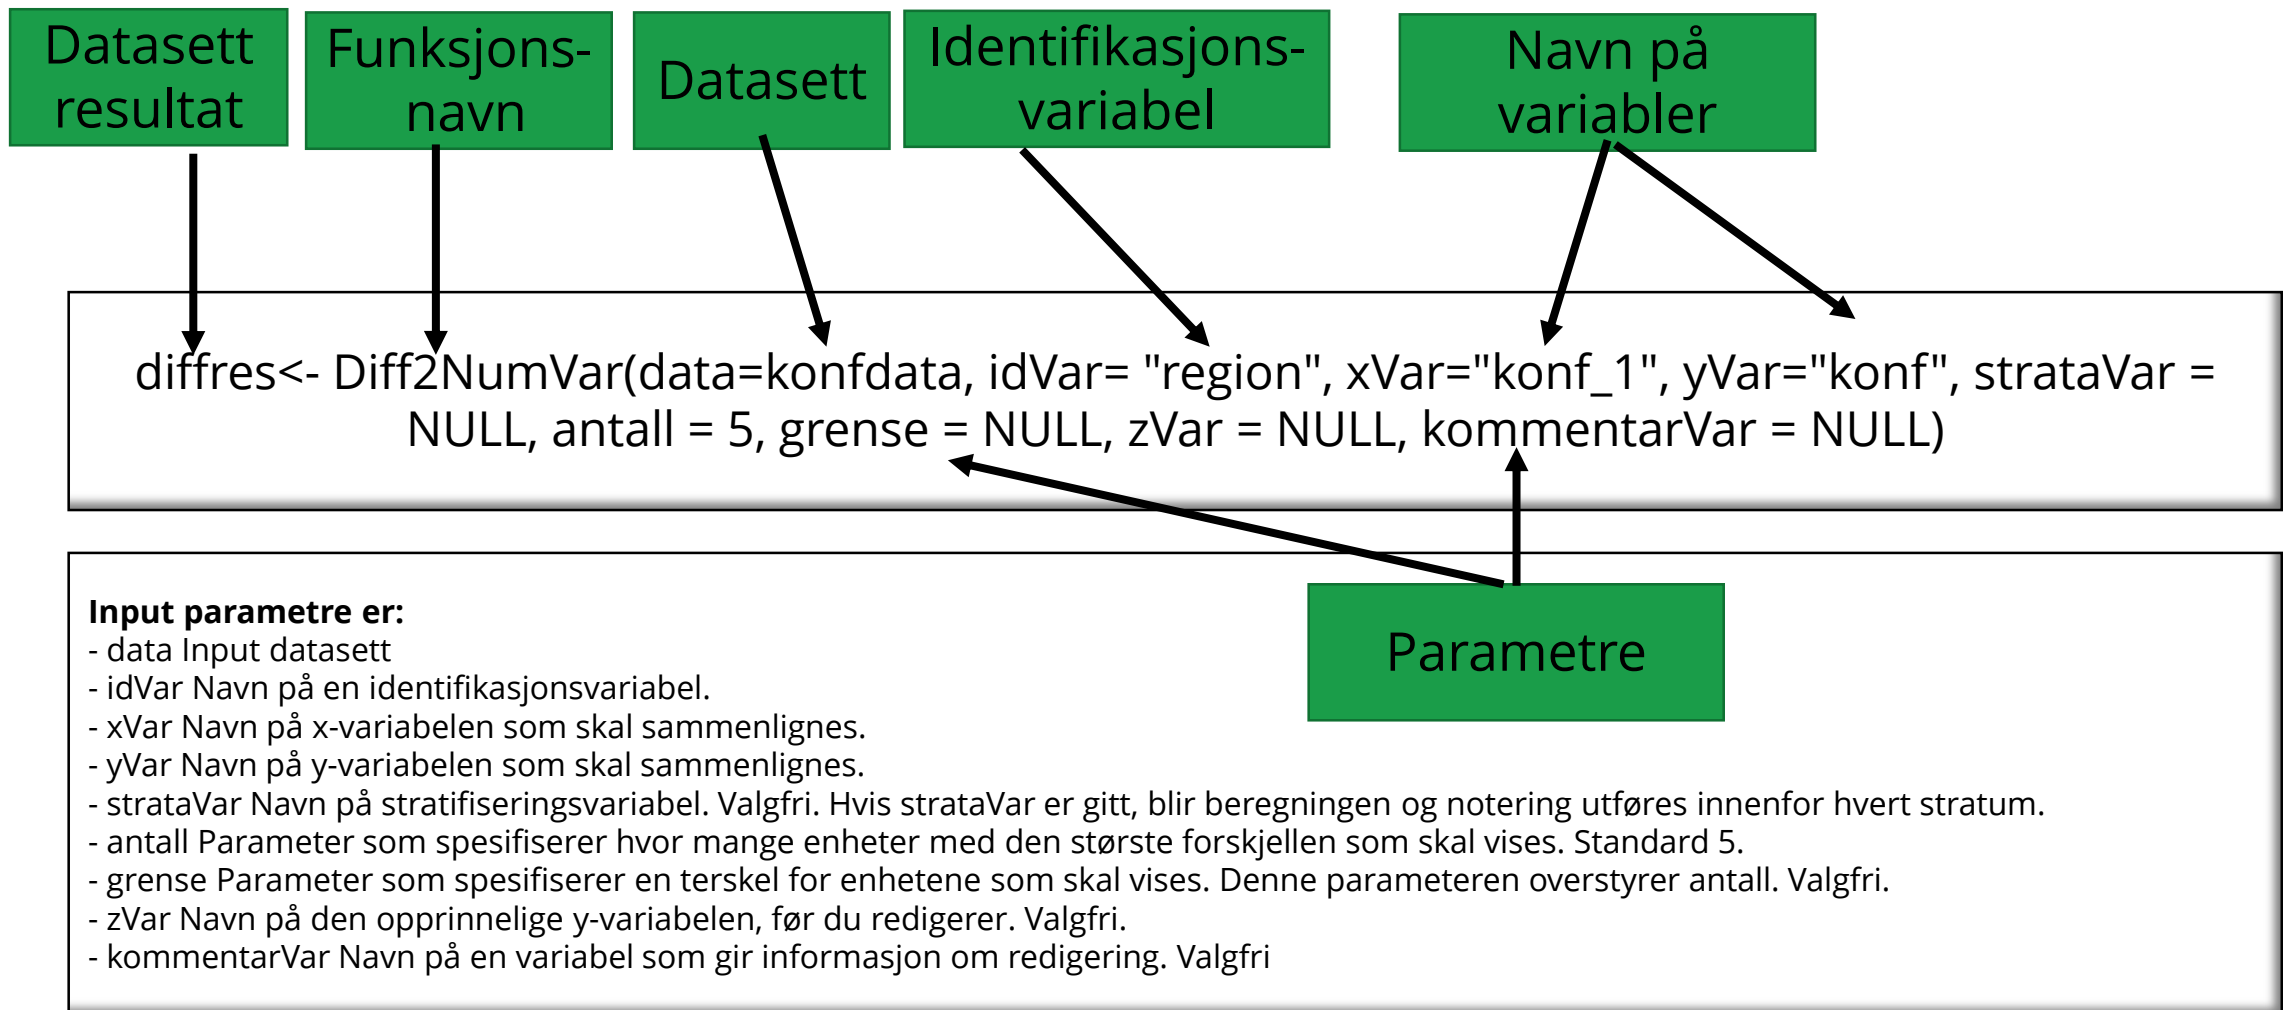 Datasett
resultat
Funksjons-
navn
Datasett
Identifikasjons-
variabel
Navn på
variabler
diffres<- Diff2NumVar(data=konfdata, idVar= "region", xVar="konf_1", yVar="konf", strataVar =
NULL, antall = 5, grense = NULL, zVar = NULL, kommentarVar = NULL)
Parametre
Input parametre er:
- data Input datasett
- idVar Navn på en identifikasjonsvariabel.
- xVar Navn på x-variabelen som skal sammenlignes.
- yVar Navn på y-variabelen som skal sammenlignes.
- strataVar Navn på stratifiseringsvariabel. Valgfri. Hvis strataVar er gitt, blir beregningen og notering utføres innenfor hvert stratum.
- antall Parameter som spesifiserer hvor mange enheter med den største forskjellen som skal vises. Standard 5.
- grense Parameter som spesifiserer en terskel for enhetene som skal vises. Denne parameteren overstyrer antall. Valgfri.
- zVar Navn på den opprinnelige y-variabelen, før du redigerer. Valgfri.
- kommentarVar Navn på en variabel som gir informasjon om redigering. Valgfri